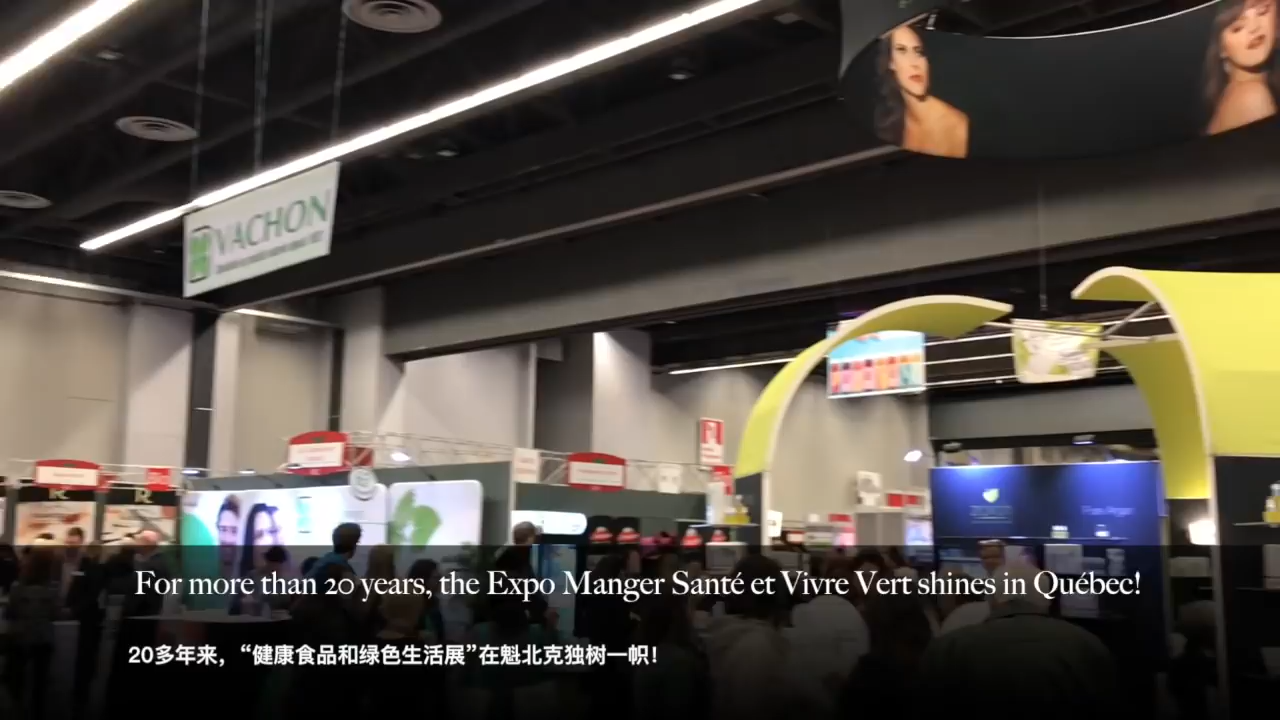 VACHON
For more than 20 years, the Expo Manger Santé et Vivre Vert shines in Québec!
20多年来，“健康食品和绿色生活展”在魁北克独树一帜！